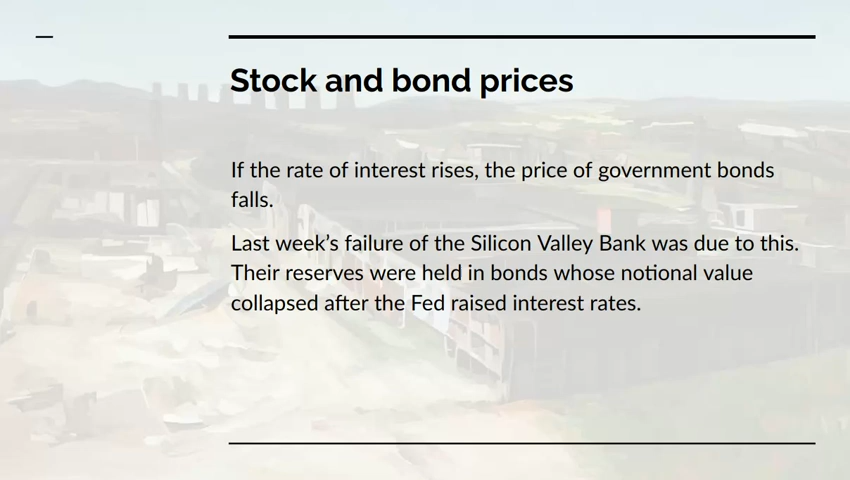 Stock and bond prices
If the rate of interest rises, the price of government bonds
falls.
Last week’s failure of the Silicon Valley Bank was due to this.
Their reserves were held in bonds whose notional value
collapsed after the Fed raised interest rates.